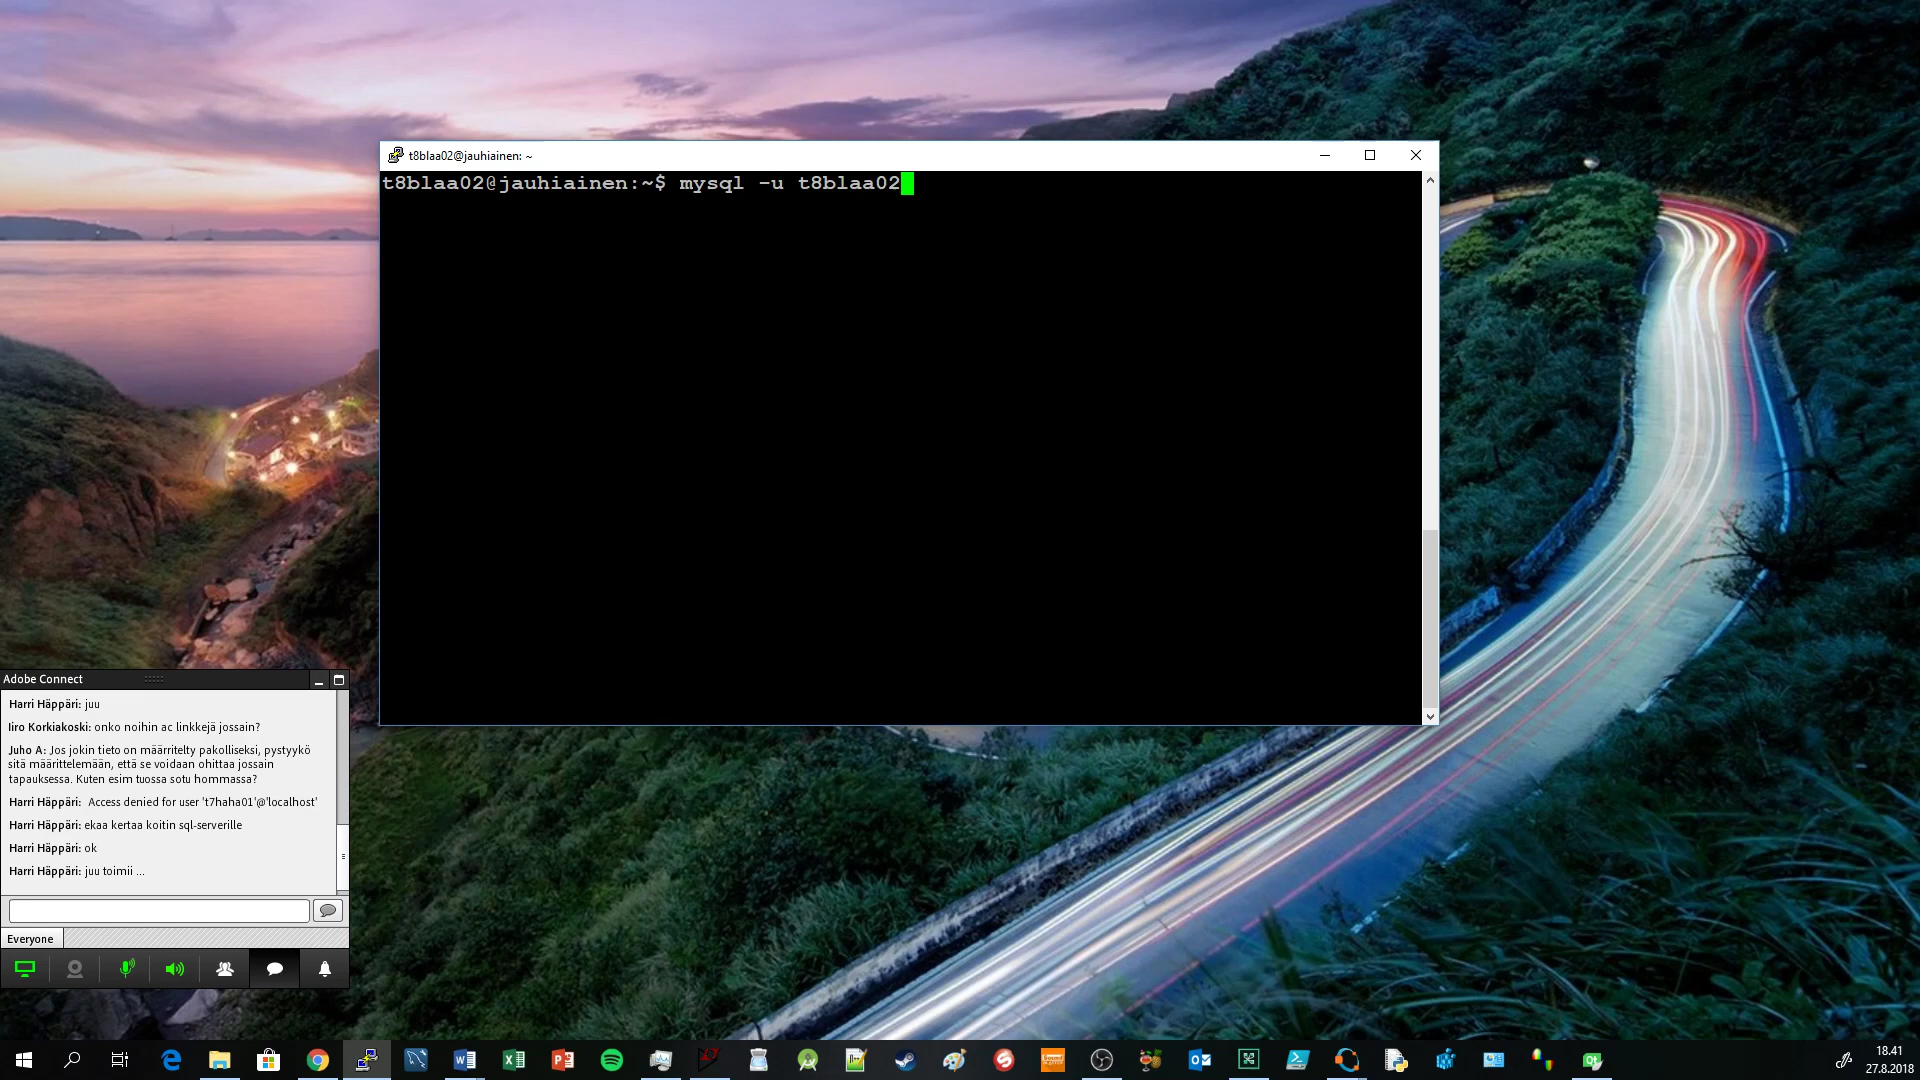 t8blaa02@jauhiainen: ~
t8blaa02@jauhiainen:~$ mysql -u t8blaa02
Adobe Connect
Harri Häppäri: juu
Iiro Korkiakoski: onko noihin ac linkkejä jossain?
Juho A: Jos jokin tieto on määrritelty pakolliseksi, pystyykö
sitä määrittelemään, että se voidaan ohittaa jossain
tapauksessa. Kuten esim tuossa sotu hommassa?
Harri Häppäri: Access denied for user 't7haha01'@'localhost'
Harri Häppäri: ekaa kertaa koitin sql-serverille
Harri Häppäri: ok
Harri Häppäri: juu toimii ...
Everyone
18.41
27.8.2018